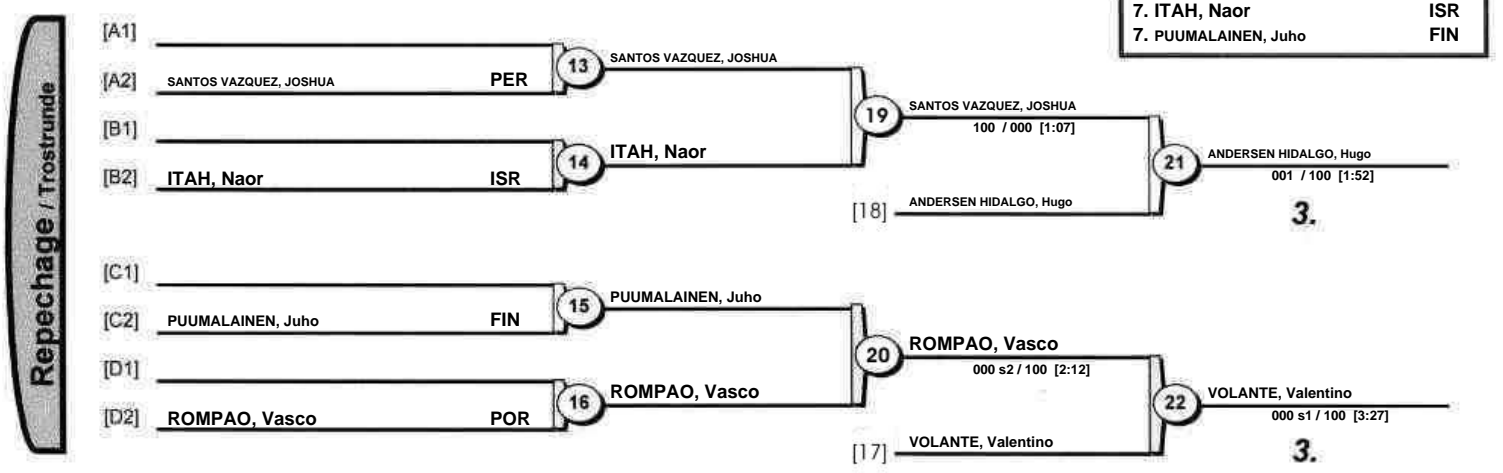 7. ITAH, Naor ISR
7. PUUMALAINEN, Juho FIN
Repechage / Trostrunde
[A1]
[A2] SANTOS VAZQUEZ, JOSHUA PER
13 SANTOS VAZQUEZ, JOSHUA
[B1]
[B2] ITAH, Naor ISR
14 ITAH, Naor
19 SANTOS VAZQUEZ, JOSHUA
100 / 000 [1:07]
[18] ANDERSEN HIDALGO, Hugo
21 ANDERSEN HIDALGO, Hugo
001 / 100 [1:52]
3.
[C1]
[C2] PUUMALAINEN, Juho FIN
15 PUUMALAINEN, Juho
[D1]
[D2] ROMPAO, Vasco POR
16 ROMPAO, Vasco
20 ROMPAO, Vasco
000 s2 / 100 [2:12]
[17] VOLANTE, Valentino
22 VOLANTE, Valentino
000 s1 / 100 [3:27]
3.